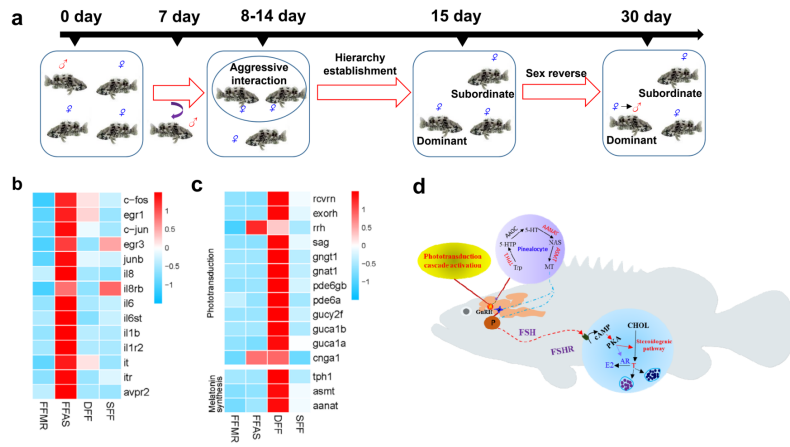 a
0 day
7 day
8-14 day
15 day
30 day
♂
♀
♀
♀
♂
Aggressive
interaction
♀
♀
♀
Hierarchy
establishment
♀
Subordinate
♀
♀
Dominant
Sex reverse
♀
Subordinate
♀
♂
♀
Dominant
b
c-fos
egr1
c-jun
egr3
junb
il8
il8rb
il6
il6st
il1b
il1r2
it
itr
avpr2
FFMR
FFAS
DFF
SFF
1
0.5
0
-0.5
-1
c
Phototransduction
rcvrn
exorh
rrh
sag
gngt1
gnat1
pde6gb
pde6a
gucy2f
guca1b
guca1a
cnga1
Melatonin
synthesis
tph1
asmt
aanat
FFMR
FFAS
DFF
SFF
1
0.5
0
-0.5
-1
d
Phototransduction
cascade activation
AADC
5-HT
AANAT
5-HTP
Pineulocyte
NAS
TPH1
ASMT
Trp
MT
GnRH
P
FSH
FSHR
cAMP
PKA
CHOL
Steroidogenic
pathway
AR
E2
T